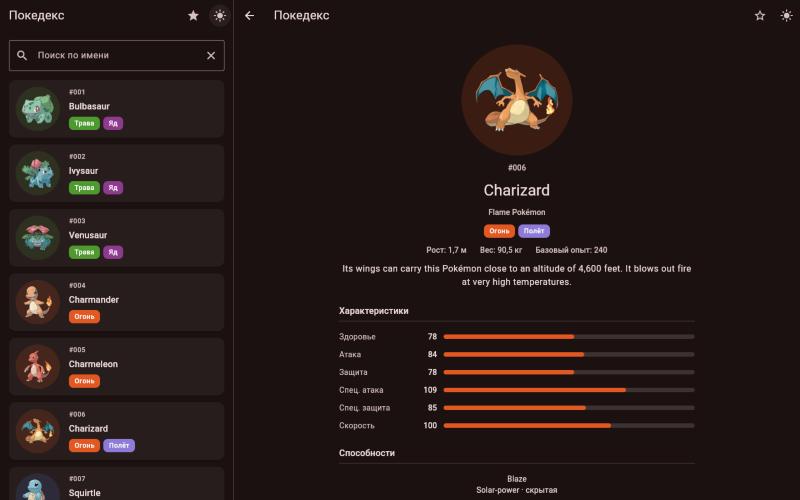 Покедекс
Поиск по имени
#001
Bulbasaur
Трава Яд
#002
Ivysaur
Трава Яд
#003
Venusaur
Трава Яд
#004
Charmander
Огонь
#005
Charmeleon
Огонь
#006
Charizard
Огонь Полёт
#007
Squirtle
Покедекс
#006
Charizard
Flame Pokémon
Огонь Полёт
Рост: 1,7 м Вес: 90,5 кг Базовый опыт: 240
Its wings can carry this Pokémon close to an altitude of 4,600 feet. It blows out fire
at very high temperatures.
Характеристики
Здоровье 78
Атака 84
Защита 78
Спец. атака 109
Спец. защита 85
Скорость 100
Способности
Blaze
Solar-power · скрытая